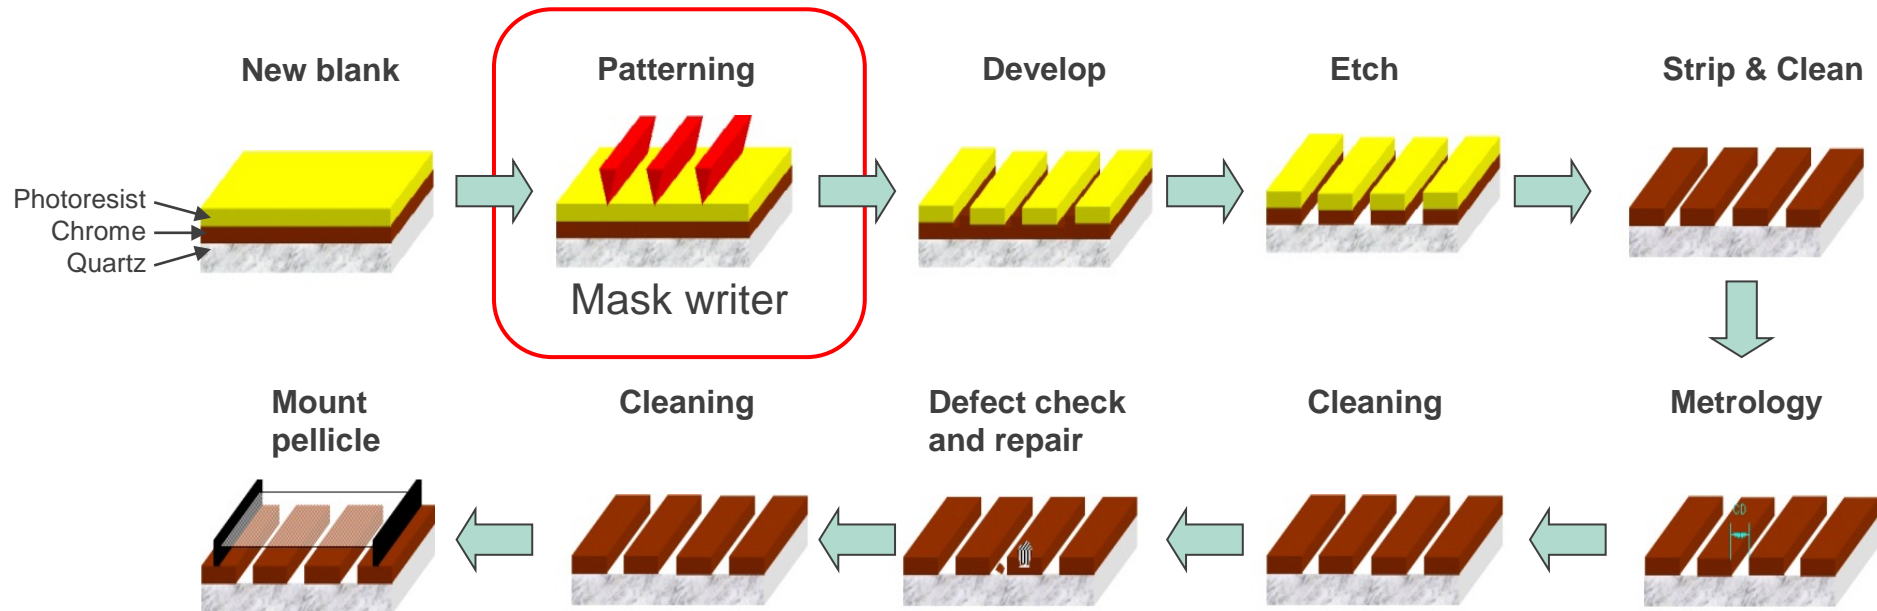 New blank
Patterning
Develop
Etch
Strip & Clean
Photoresist
Chrome
Quartz
Mask writer
Mount
pellicle
Cleaning
Defect check
and repair
Cleaning
Metrology
CD